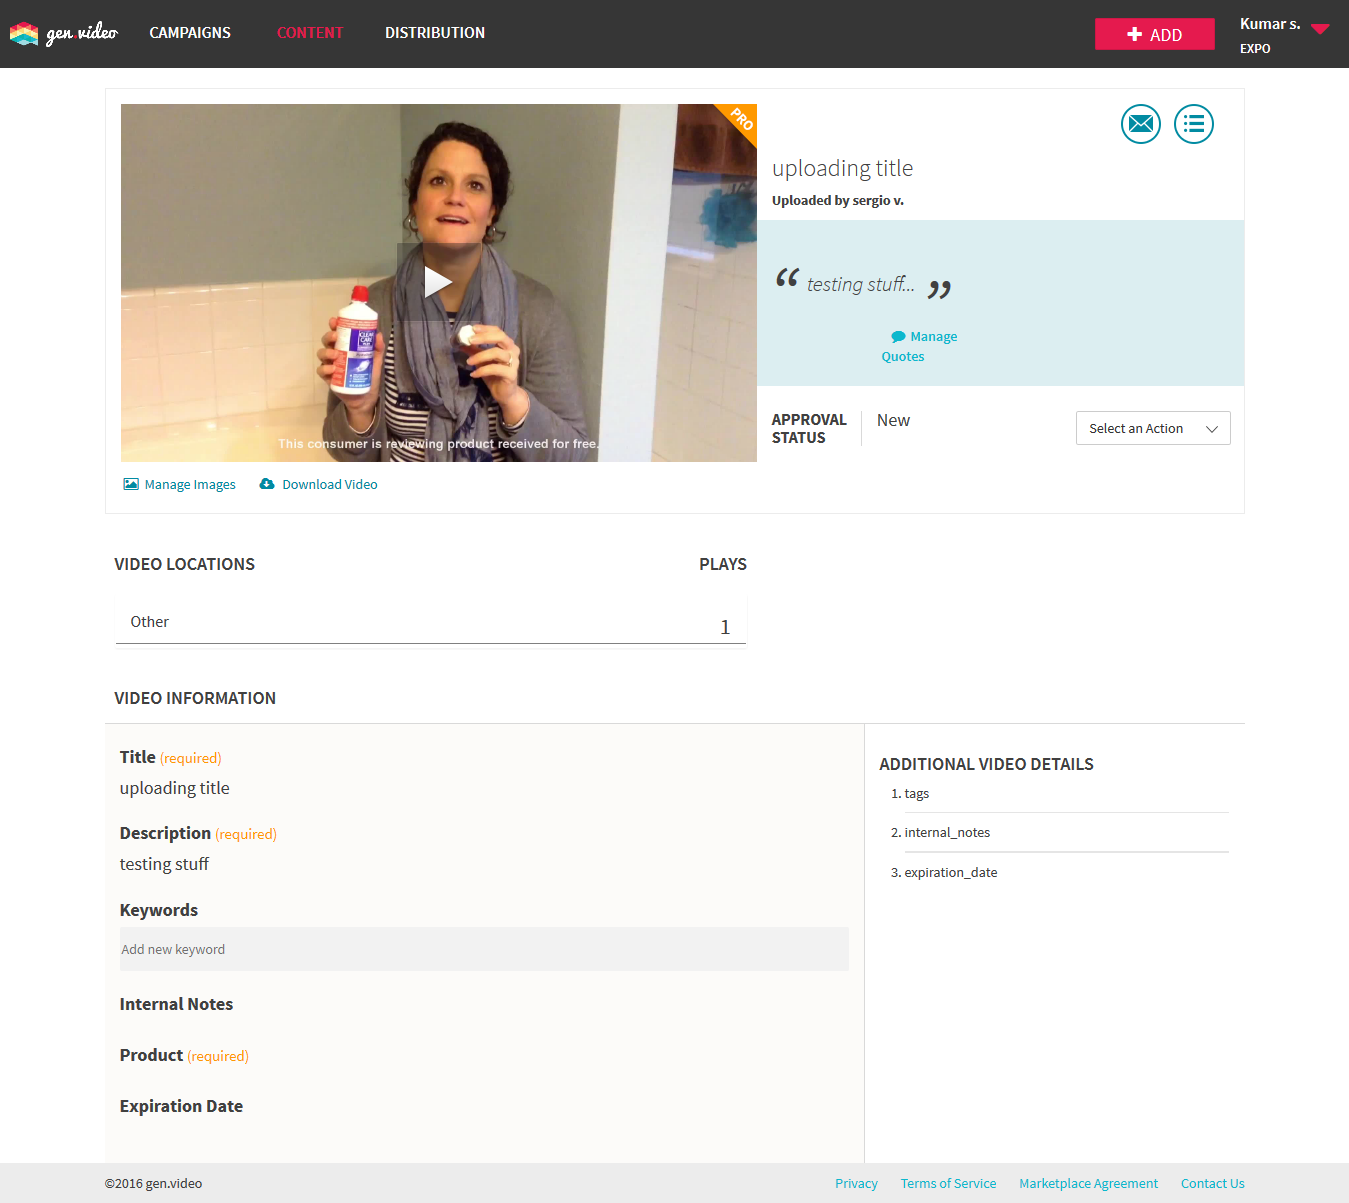 gen.video
CAMPAIGNS
CONTENT
DISTRIBUTION
ADD
Kumar s.
EXPO
PRO
CLEAR
CARE
This consumer is reviewing product received for free.
Manage Images
Download Video
uploading title
Uploaded by sergio v.
“ testing stuff... ”
Manage
Quotes
APPROVAL
STATUS
New
Select an Action
VIDEO LOCATIONS
PLAYS
Other
1
VIDEO INFORMATION
Title (required)
uploading title
Description (required)
testing stuff
Keywords
Add new keyword
Internal Notes
Product (required)
Expiration Date
ADDITIONAL VIDEO DETAILS
1. tags
2. internal_notes
3. expiration_date
©2016 gen.video
Privacy
Terms of Service
Marketplace Agreement
Contact Us